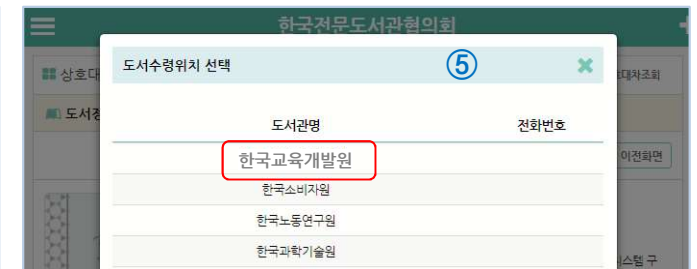 한국전문도서관협의회
상호대
도서수령위치 선택
⑤
대차조회
도서정
도서관명
전화번호
이전화면
한국교육개발원
한국소비자원
한국노동연구원
한국과학기술원
시스템 구